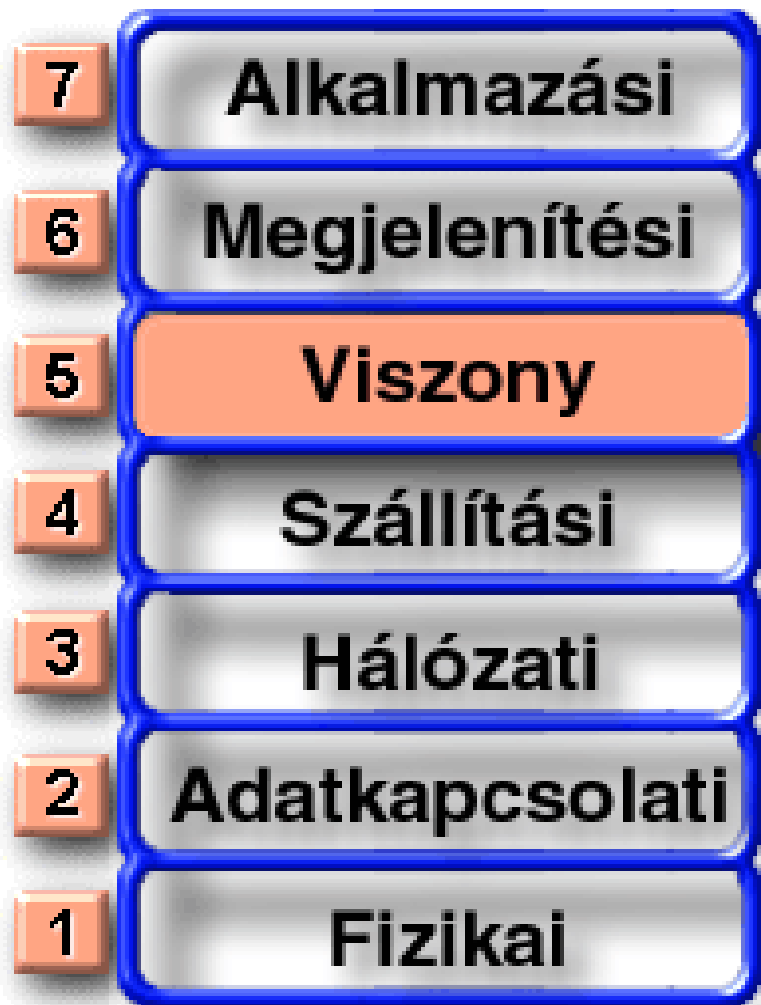 7 Alkalmazási
6 Megjelenítési
5 Viszony
4 Szállítási
3 Hálózati
2 Adatkapcsolati
1 Fizikai